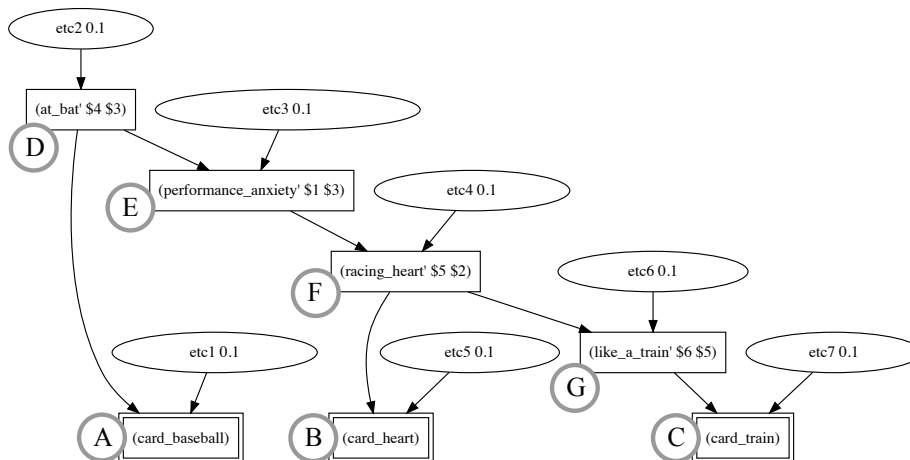 etc2 0.1
(at_bat' $4 $3)
etc3 0.1
D
(performance_anxiety' $1 $3)
etc4 0.1
E
(racing_heart' $5 $2)
etc6 0.1
F
etc1 0.1
etc5 0.1
(like_a_train' $6 $5)
etc7 0.1
G
A
(card_baseball)
B
(card_heart)
C
(card_train)